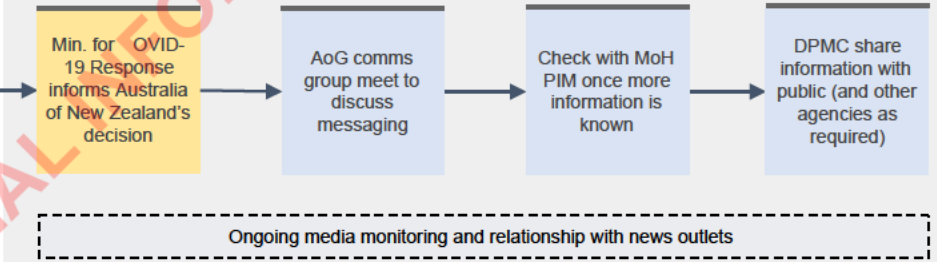 Min. for OVID-
19 Response
informs Australia
of New Zealand's
decision
AoG comms
group meet to
discuss
messaging
Check with MoH
PIM once more
information is
known
DPMC share
information with
public (and other
agencies as
required)
AL INFO
Ongoing media monitoring and relationship with news outlets